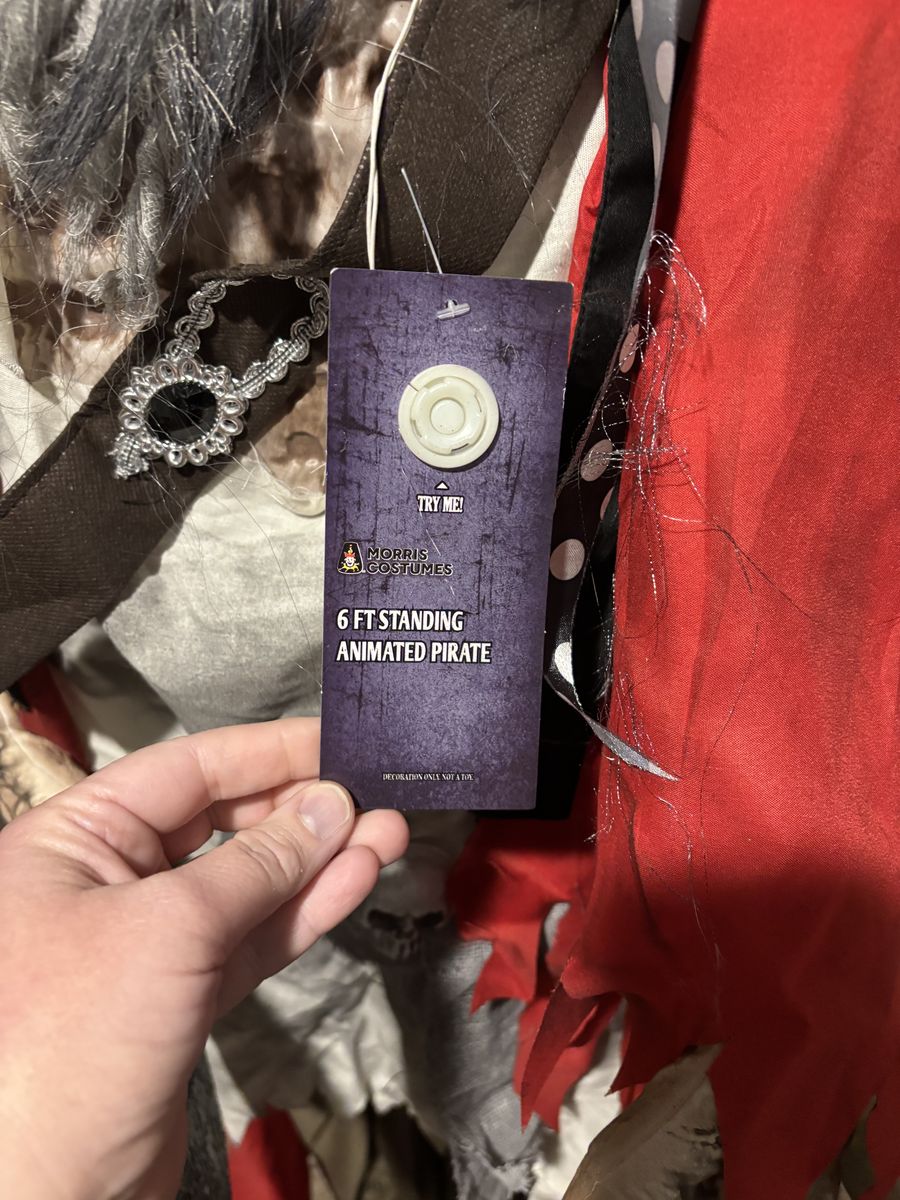 TRY ME!
MORRIS
COSTUMES
6 FT STANDING
ANIMATED PIRATE
DECORATION ONLY. NOT A TOY.